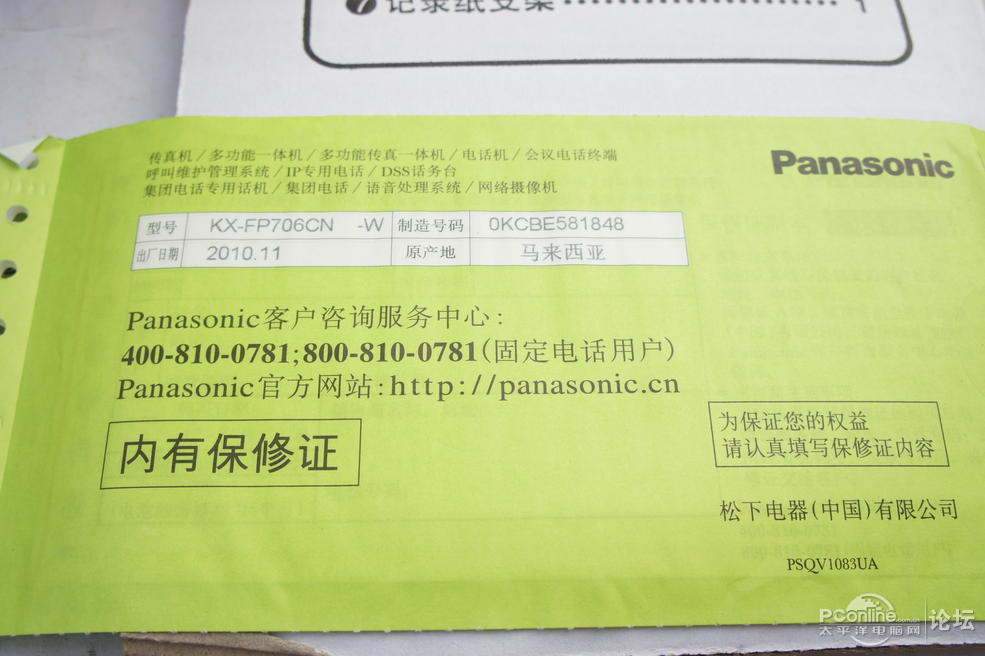 7 记录纸支架 1
传真机/多功能一体机/多功能传真一体机/电话机/会议电话终端
呼叫维护管理系统/IP专用电话/DSS话务台
集团电话专用话机/集团电话/语音处理系统/网络摄像机
Panasonic
型号 KX-FP706CN -W 制造号码 0KCBE581848
出厂日期 2010.11 原产地 马来西亚
Panasonic客户咨询服务中心:
400-810-0781;800-810-0781(固定电话用户)
Panasonic官方网站:http://panasonic.cn
内有保修证
为保证您的权益
请认真填写保修证内容
松下电器(中国)有限公司
PSQV1083UA
PConline.com.cn
太平洋电脑网 论坛